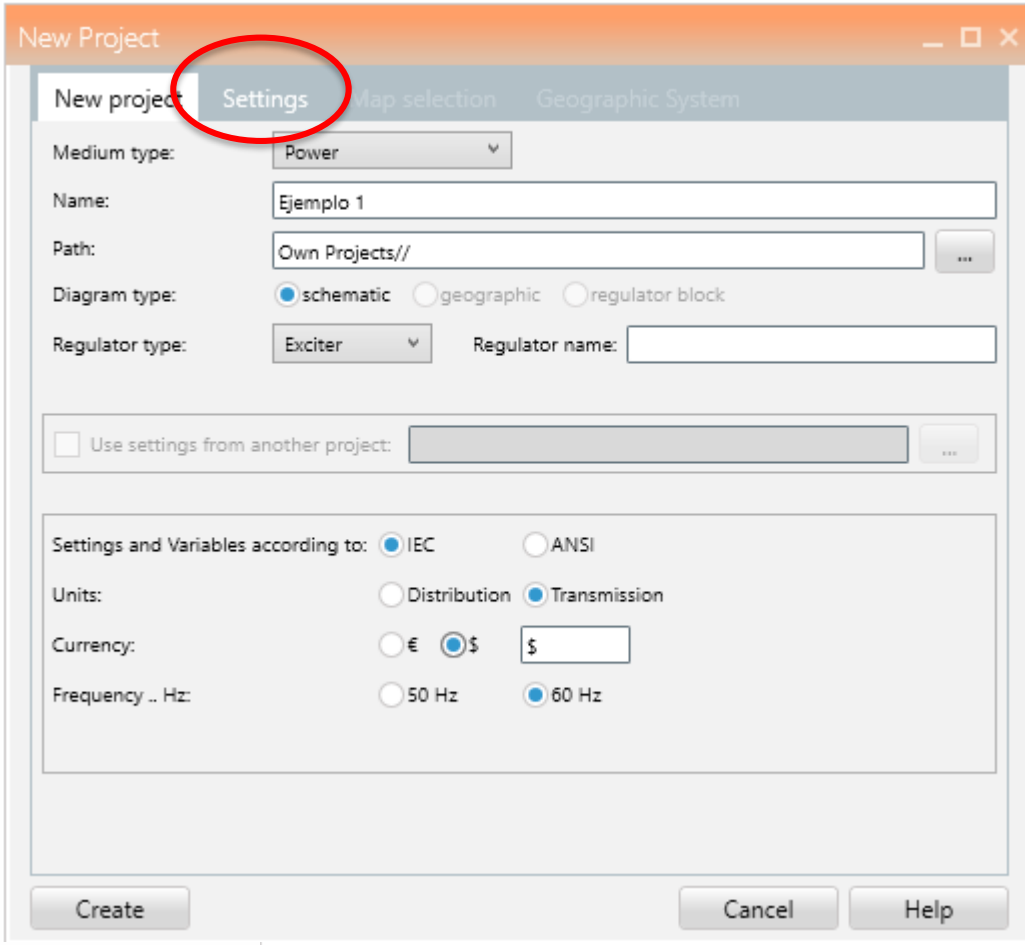 New Project
New project Settings Map selection Geographic System
Medium type: Power
Name: Ejemplo 1
Path: Own Projects// ...
Diagram type: schematic geographic regulator block
Regulator type: Exciter Regulator name:
Use settings from another project: ...
Settings and Variables according to: IEC ANSI
Units: Distribution Transmission
Currency: € $ $
Frequency .. Hz: 50 Hz 60 Hz
Create Cancel Help